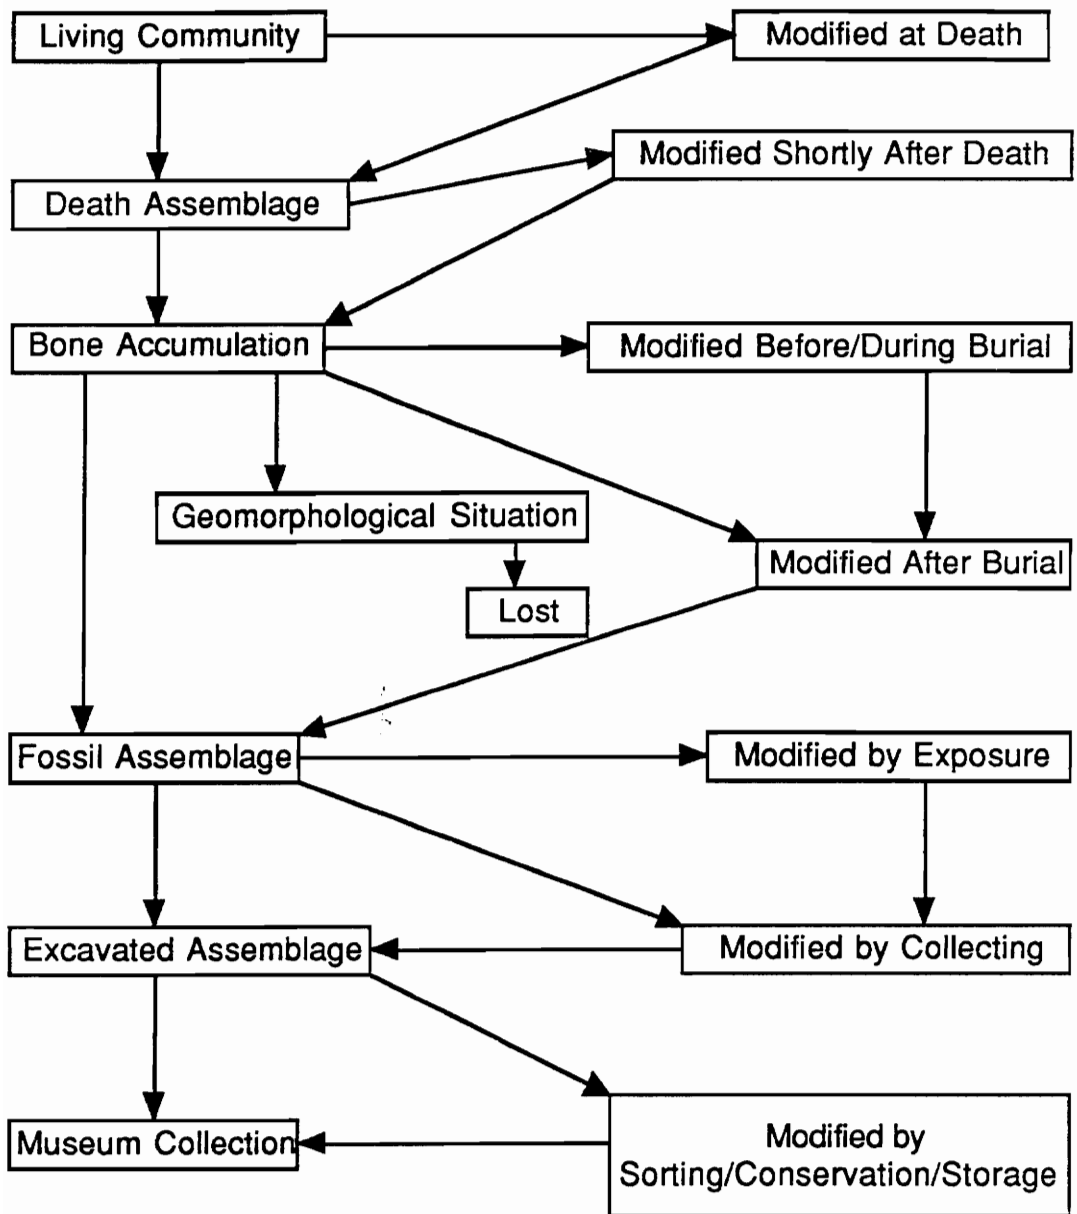 Living Community
Modified at Death
Modified Shortly After Death
Death Assemblage
Bone Accumulation
Modified Before/During Burial
Geomorphological Situation
Modified After Burial
Lost
Fossil Assemblage
Modified by Exposure
Excavated Assemblage
Modified by Collecting
Museum Collection
Modified by
Sorting/Conservation/Storage